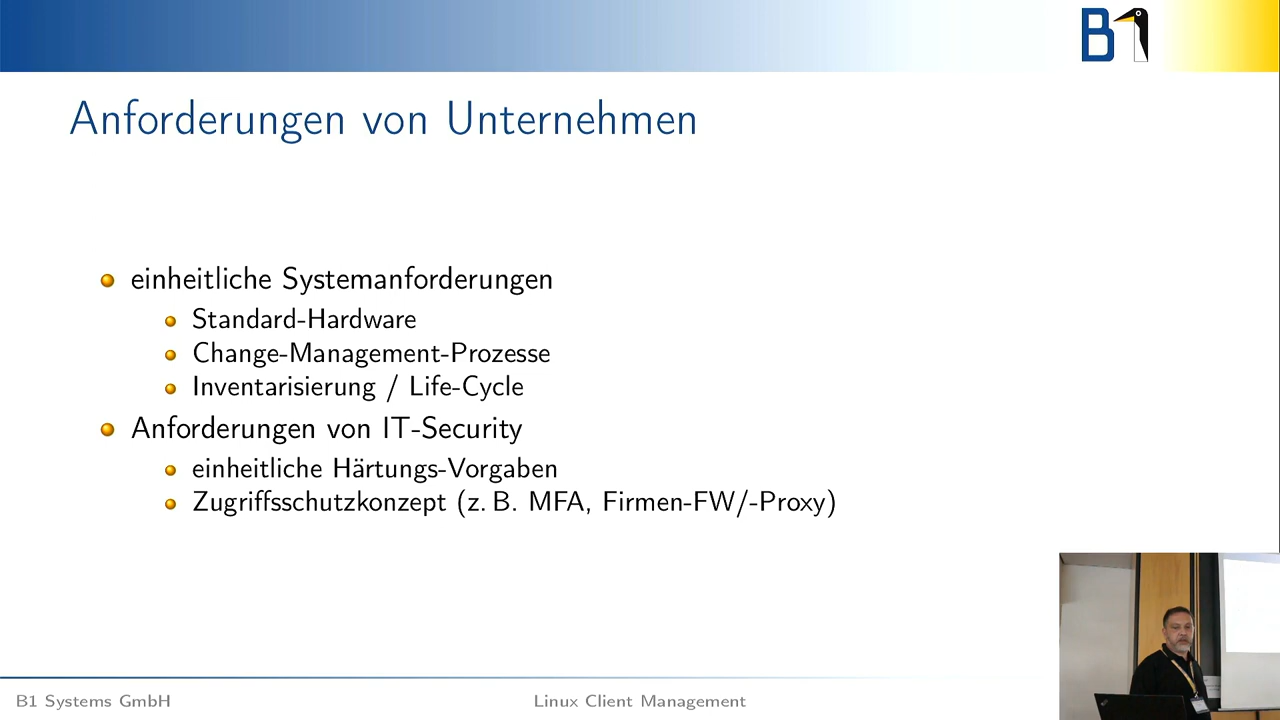 B1
Anforderungen von Unternehmen
einheitliche Systemanforderungen
Standard-Hardware
Change-Management-Prozesse
Inventarisierung / Life-Cycle
Anforderungen von IT-Security
einheitliche Härtungs-Vorgaben
Zugriffsschutzkonzept (z. B. MFA, Firmen-FW/-Proxy)
B1 Systems GmbH
Linux Client Management